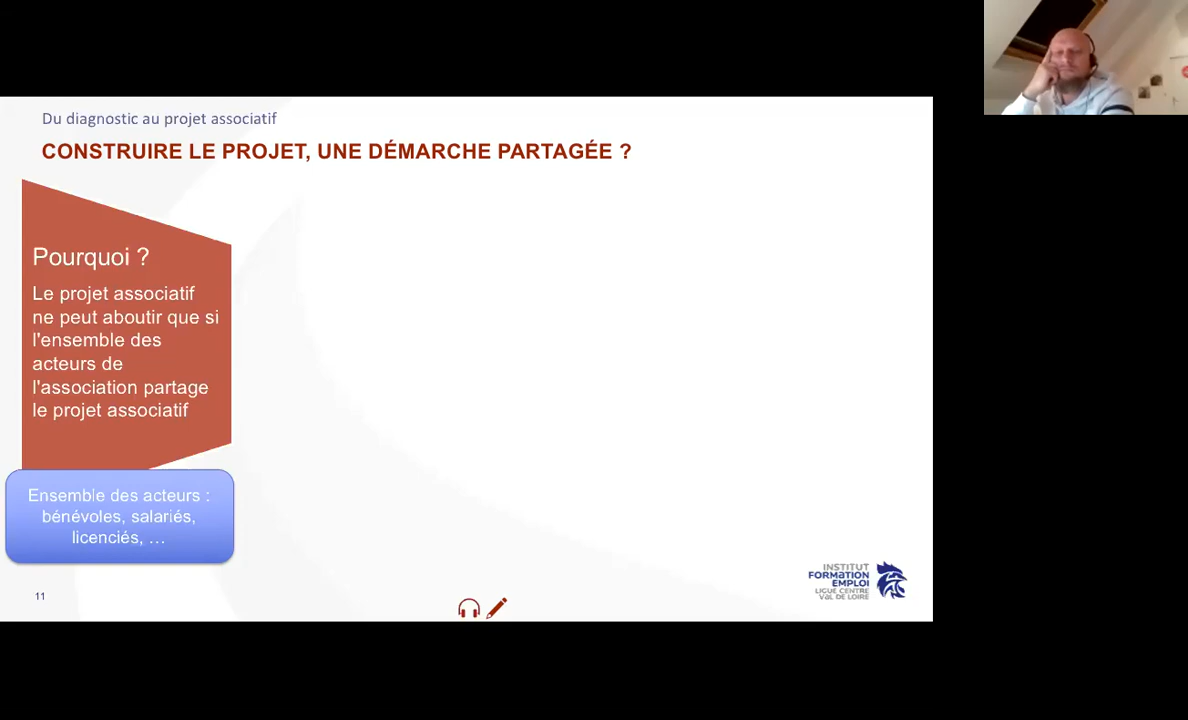 Du diagnostic au projet associatif
CONSTRUIRE LE PROJET, UNE DÉMARCHE PARTAGÉE ?
Pourquoi ?
Le projet associatif
ne peut aboutir que si
l'ensemble des
acteurs de
l'association partage
le projet associatif
Ensemble des acteurs :
bénévoles, salariés,
licenciés, …
11
INSTITUT
FORMATION
EMPLOI
LIGUE CENTRE
VAL DE LOIRE